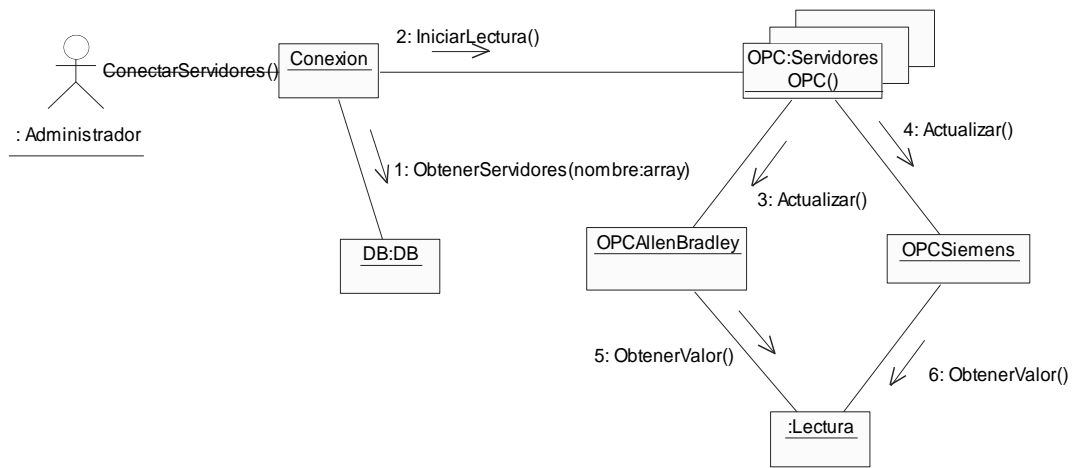 2: IniciarLectura()
Conexion
OPC:Servidores
OPC()
ConectarServidores()
: Administrador
4: Actualizar()
1: ObtenerServidores(nombre:array)
3: Actualizar()
DB:DB
OPCAllenBradley
OPCSiemens
5: ObtenerValor()
6: ObtenerValor()
:Lectura